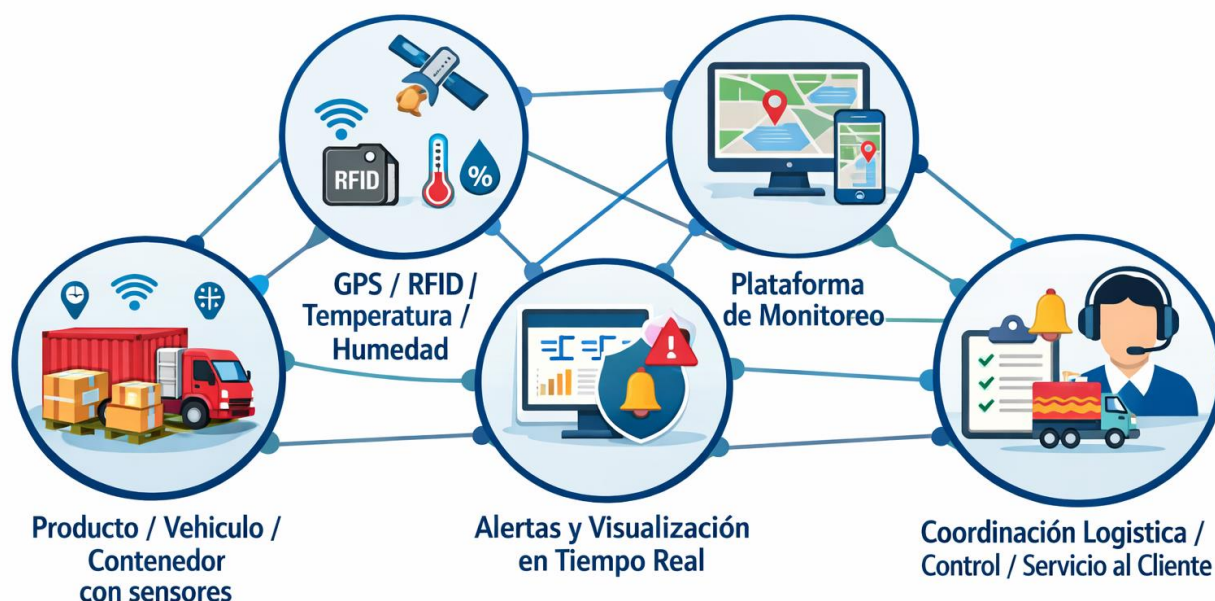 RFID
%
GPS / RFID /
Temperatura /
Humedad
Plataforma
de Monitoreo
Producto / Vehiculo /
Contenedor
con sensores
Alertas y Visualización
en Tiempo Real
Coordinación Logistica /
Control / Servicio al Cliente